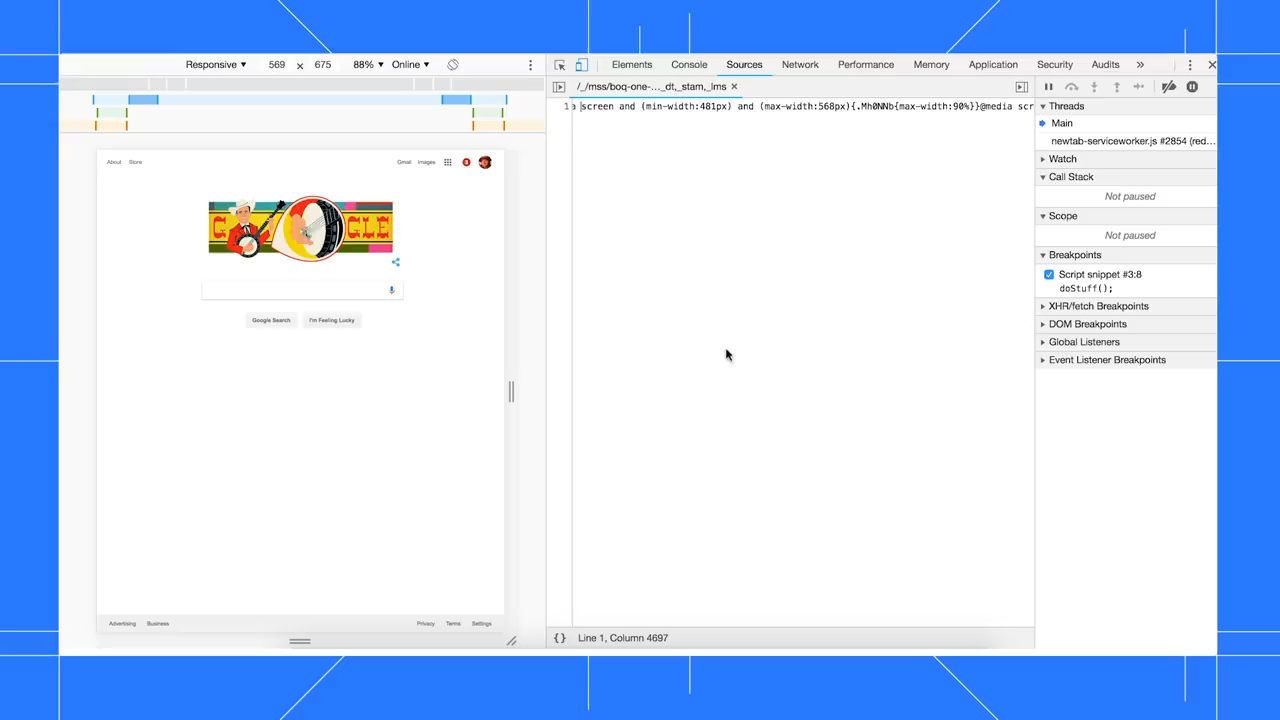 Responsive ▾ 569 × 675 88% ▾ Online ▾
Elements Console Sources Network Performance Memory Application Security Audits »
/_/mss/boq-one-…_dt,_stam,_lms ×
1 a screen and (min-width:481px) and (max-width:568px){.Mh0NNb{max-width:90%}}@media scr
About Store
Gmail Images
G GLE
Google Search I'm Feeling Lucky
Advertising Business
Privacy Terms Settings
{} Line 1, Column 4697
Threads
Main
newtab-serviceworker.js #2854 (red…
Watch
Call Stack
Not paused
Scope
Not paused
Breakpoints
Script snippet #3:8
doStuff();
XHR/fetch Breakpoints
DOM Breakpoints
Global Listeners
Event Listener Breakpoints